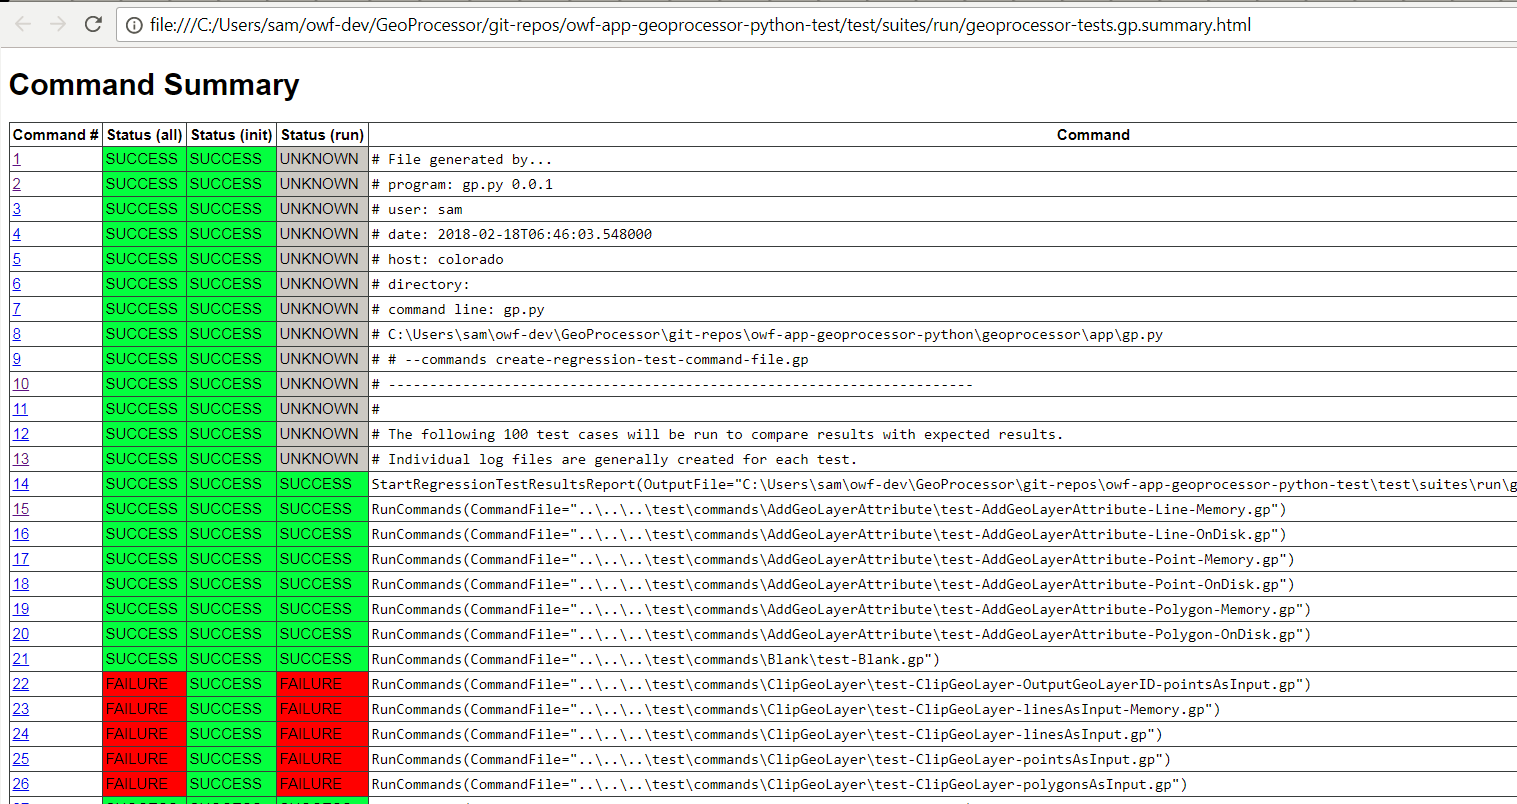 file:///C:/Users/sam/owf-dev/GeoProcessor/git-repos/owf-app-geoprocessor-python-test/test/suites/run/geoprocessor-tests.gp.summary.html
Command Summary
Command # Status (all) Status (init) Status (run) Command
1 SUCCESS SUCCESS UNKNOWN # File generated by...
2 SUCCESS SUCCESS UNKNOWN # program: gp.py 0.0.1
3 SUCCESS SUCCESS UNKNOWN # user: sam
4 SUCCESS SUCCESS UNKNOWN # date: 2018-02-18T06:46:03.548000
5 SUCCESS SUCCESS UNKNOWN # host: colorado
6 SUCCESS SUCCESS UNKNOWN # directory:
7 SUCCESS SUCCESS UNKNOWN # command line: gp.py
8 SUCCESS SUCCESS UNKNOWN # C:\Users\sam\owf-dev\GeoProcessor\git-repos\owf-app-geoprocessor-python\geoprocessor\app\gp.py
9 SUCCESS SUCCESS UNKNOWN # # --commands create-regression-test-command-file.gp
10 SUCCESS SUCCESS UNKNOWN # -----------------------------------------------------------------------
11 SUCCESS SUCCESS UNKNOWN #
12 SUCCESS SUCCESS UNKNOWN # The following 100 test cases will be run to compare results with expected results.
13 SUCCESS SUCCESS UNKNOWN # Individual log files are generally created for each test.
14 SUCCESS SUCCESS SUCCESS StartRegressionTestResultsReport(OutputFile="C:\Users\sam\owf-dev\GeoProcessor\git-repos\owf-app-geoprocessor-python-test\test\suites\run\g
15 SUCCESS SUCCESS SUCCESS RunCommands(CommandFile="..\..\..\test\commands\AddGeoLayerAttribute\test-AddGeoLayerAttribute-Line-Memory.gp")
16 SUCCESS SUCCESS SUCCESS RunCommands(CommandFile="..\..\..\test\commands\AddGeoLayerAttribute\test-AddGeoLayerAttribute-Line-OnDisk.gp")
17 SUCCESS SUCCESS SUCCESS RunCommands(CommandFile="..\..\..\test\commands\AddGeoLayerAttribute\test-AddGeoLayerAttribute-Point-Memory.gp")
18 SUCCESS SUCCESS SUCCESS RunCommands(CommandFile="..\..\..\test\commands\AddGeoLayerAttribute\test-AddGeoLayerAttribute-Point-OnDisk.gp")
19 SUCCESS SUCCESS SUCCESS RunCommands(CommandFile="..\..\..\test\commands\AddGeoLayerAttribute\test-AddGeoLayerAttribute-Polygon-Memory.gp")
20 SUCCESS SUCCESS SUCCESS RunCommands(CommandFile="..\..\..\test\commands\AddGeoLayerAttribute\test-AddGeoLayerAttribute-Polygon-OnDisk.gp")
21 SUCCESS SUCCESS SUCCESS RunCommands(CommandFile="..\..\..\test\commands\Blank\test-Blank.gp")
22 FAILURE SUCCESS FAILURE RunCommands(CommandFile="..\..\..\test\commands\ClipGeoLayer\test-ClipGeoLayer-OutputGeoLayerID-pointsAsInput.gp")
23 FAILURE SUCCESS FAILURE RunCommands(CommandFile="..\..\..\test\commands\ClipGeoLayer\test-ClipGeoLayer-linesAsInput-Memory.gp")
24 FAILURE SUCCESS FAILURE RunCommands(CommandFile="..\..\..\test\commands\ClipGeoLayer\test-ClipGeoLayer-linesAsInput.gp")
25 FAILURE SUCCESS FAILURE RunCommands(CommandFile="..\..\..\test\commands\ClipGeoLayer\test-ClipGeoLayer-pointsAsInput.gp")
26 FAILURE SUCCESS FAILURE RunCommands(CommandFile="..\..\..\test\commands\ClipGeoLayer\test-ClipGeoLayer-polygonsAsInput.gp")